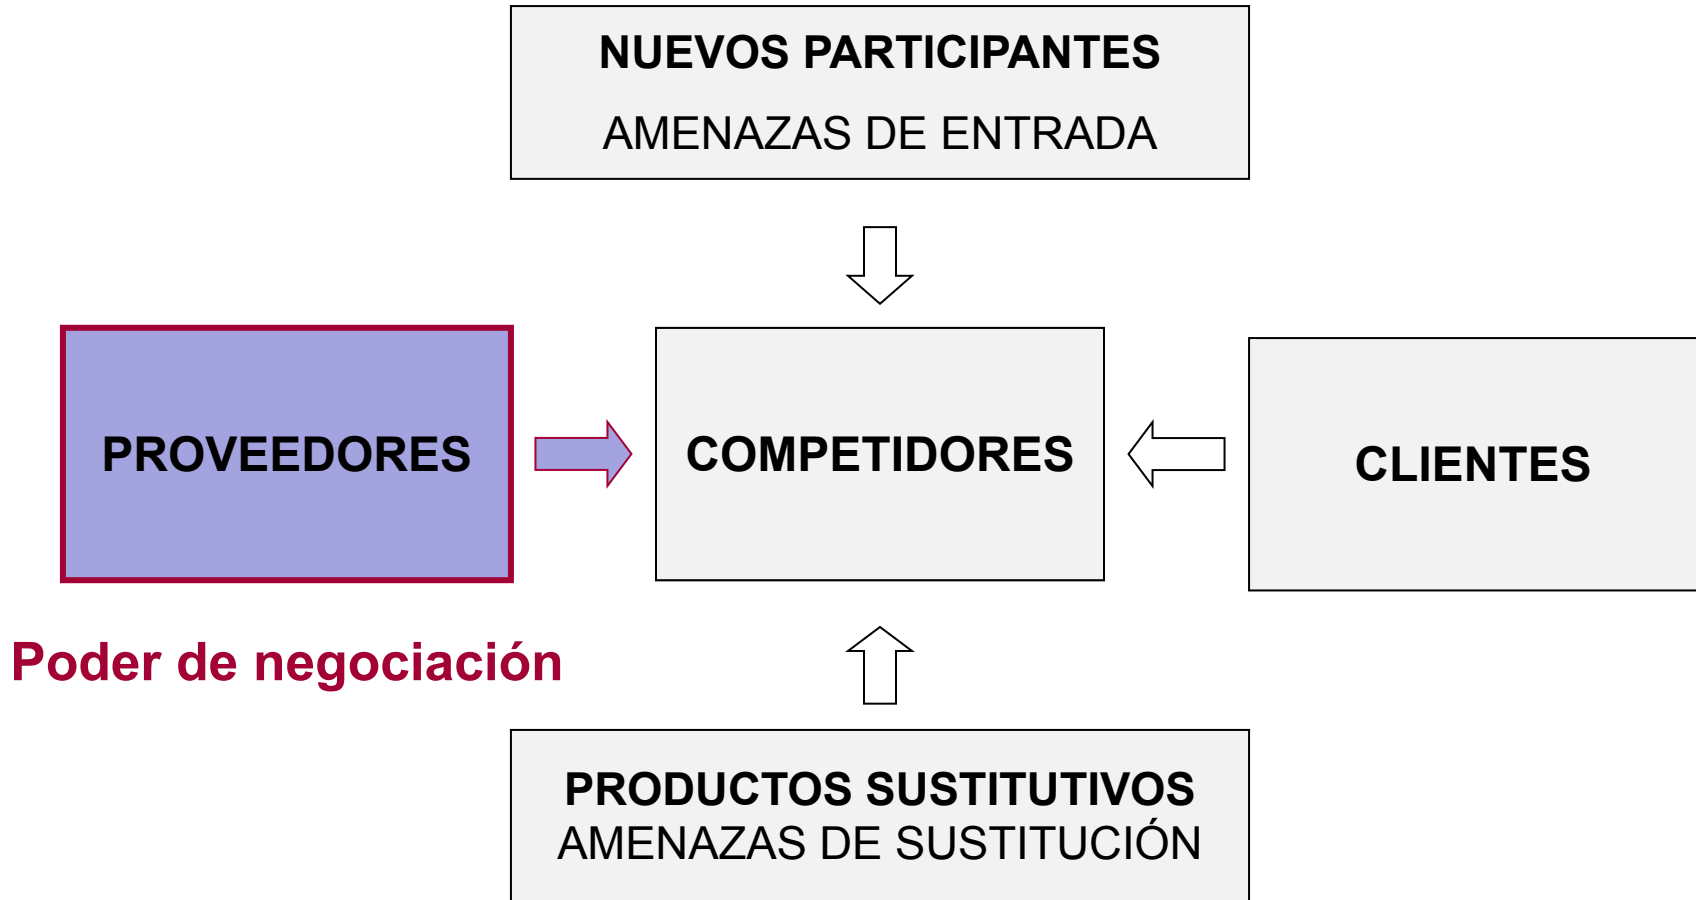 NUEVOS PARTICIPANTES
AMENAZAS DE ENTRADA
PROVEEDORES
COMPETIDORES
CLIENTES
Poder de negociación
PRODUCTOS SUSTITUTIVOS
AMENAZAS DE SUSTITUCIÓN